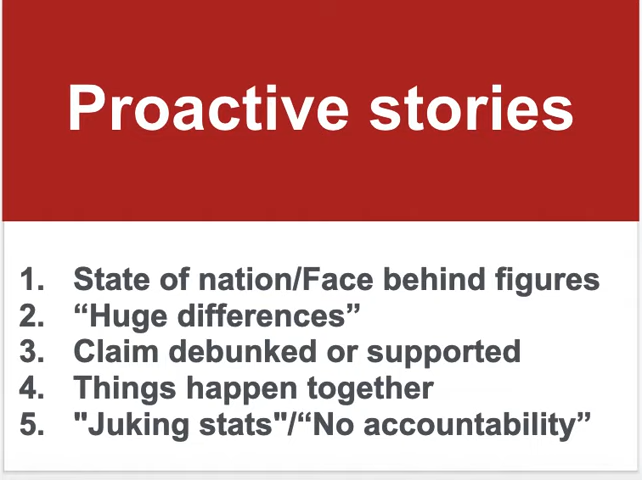 Proactive stories
1. State of nation/Face behind figures
2. “Huge differences”
3. Claim debunked or supported
4. Things happen together
5. "Juking stats"/“No accountability”